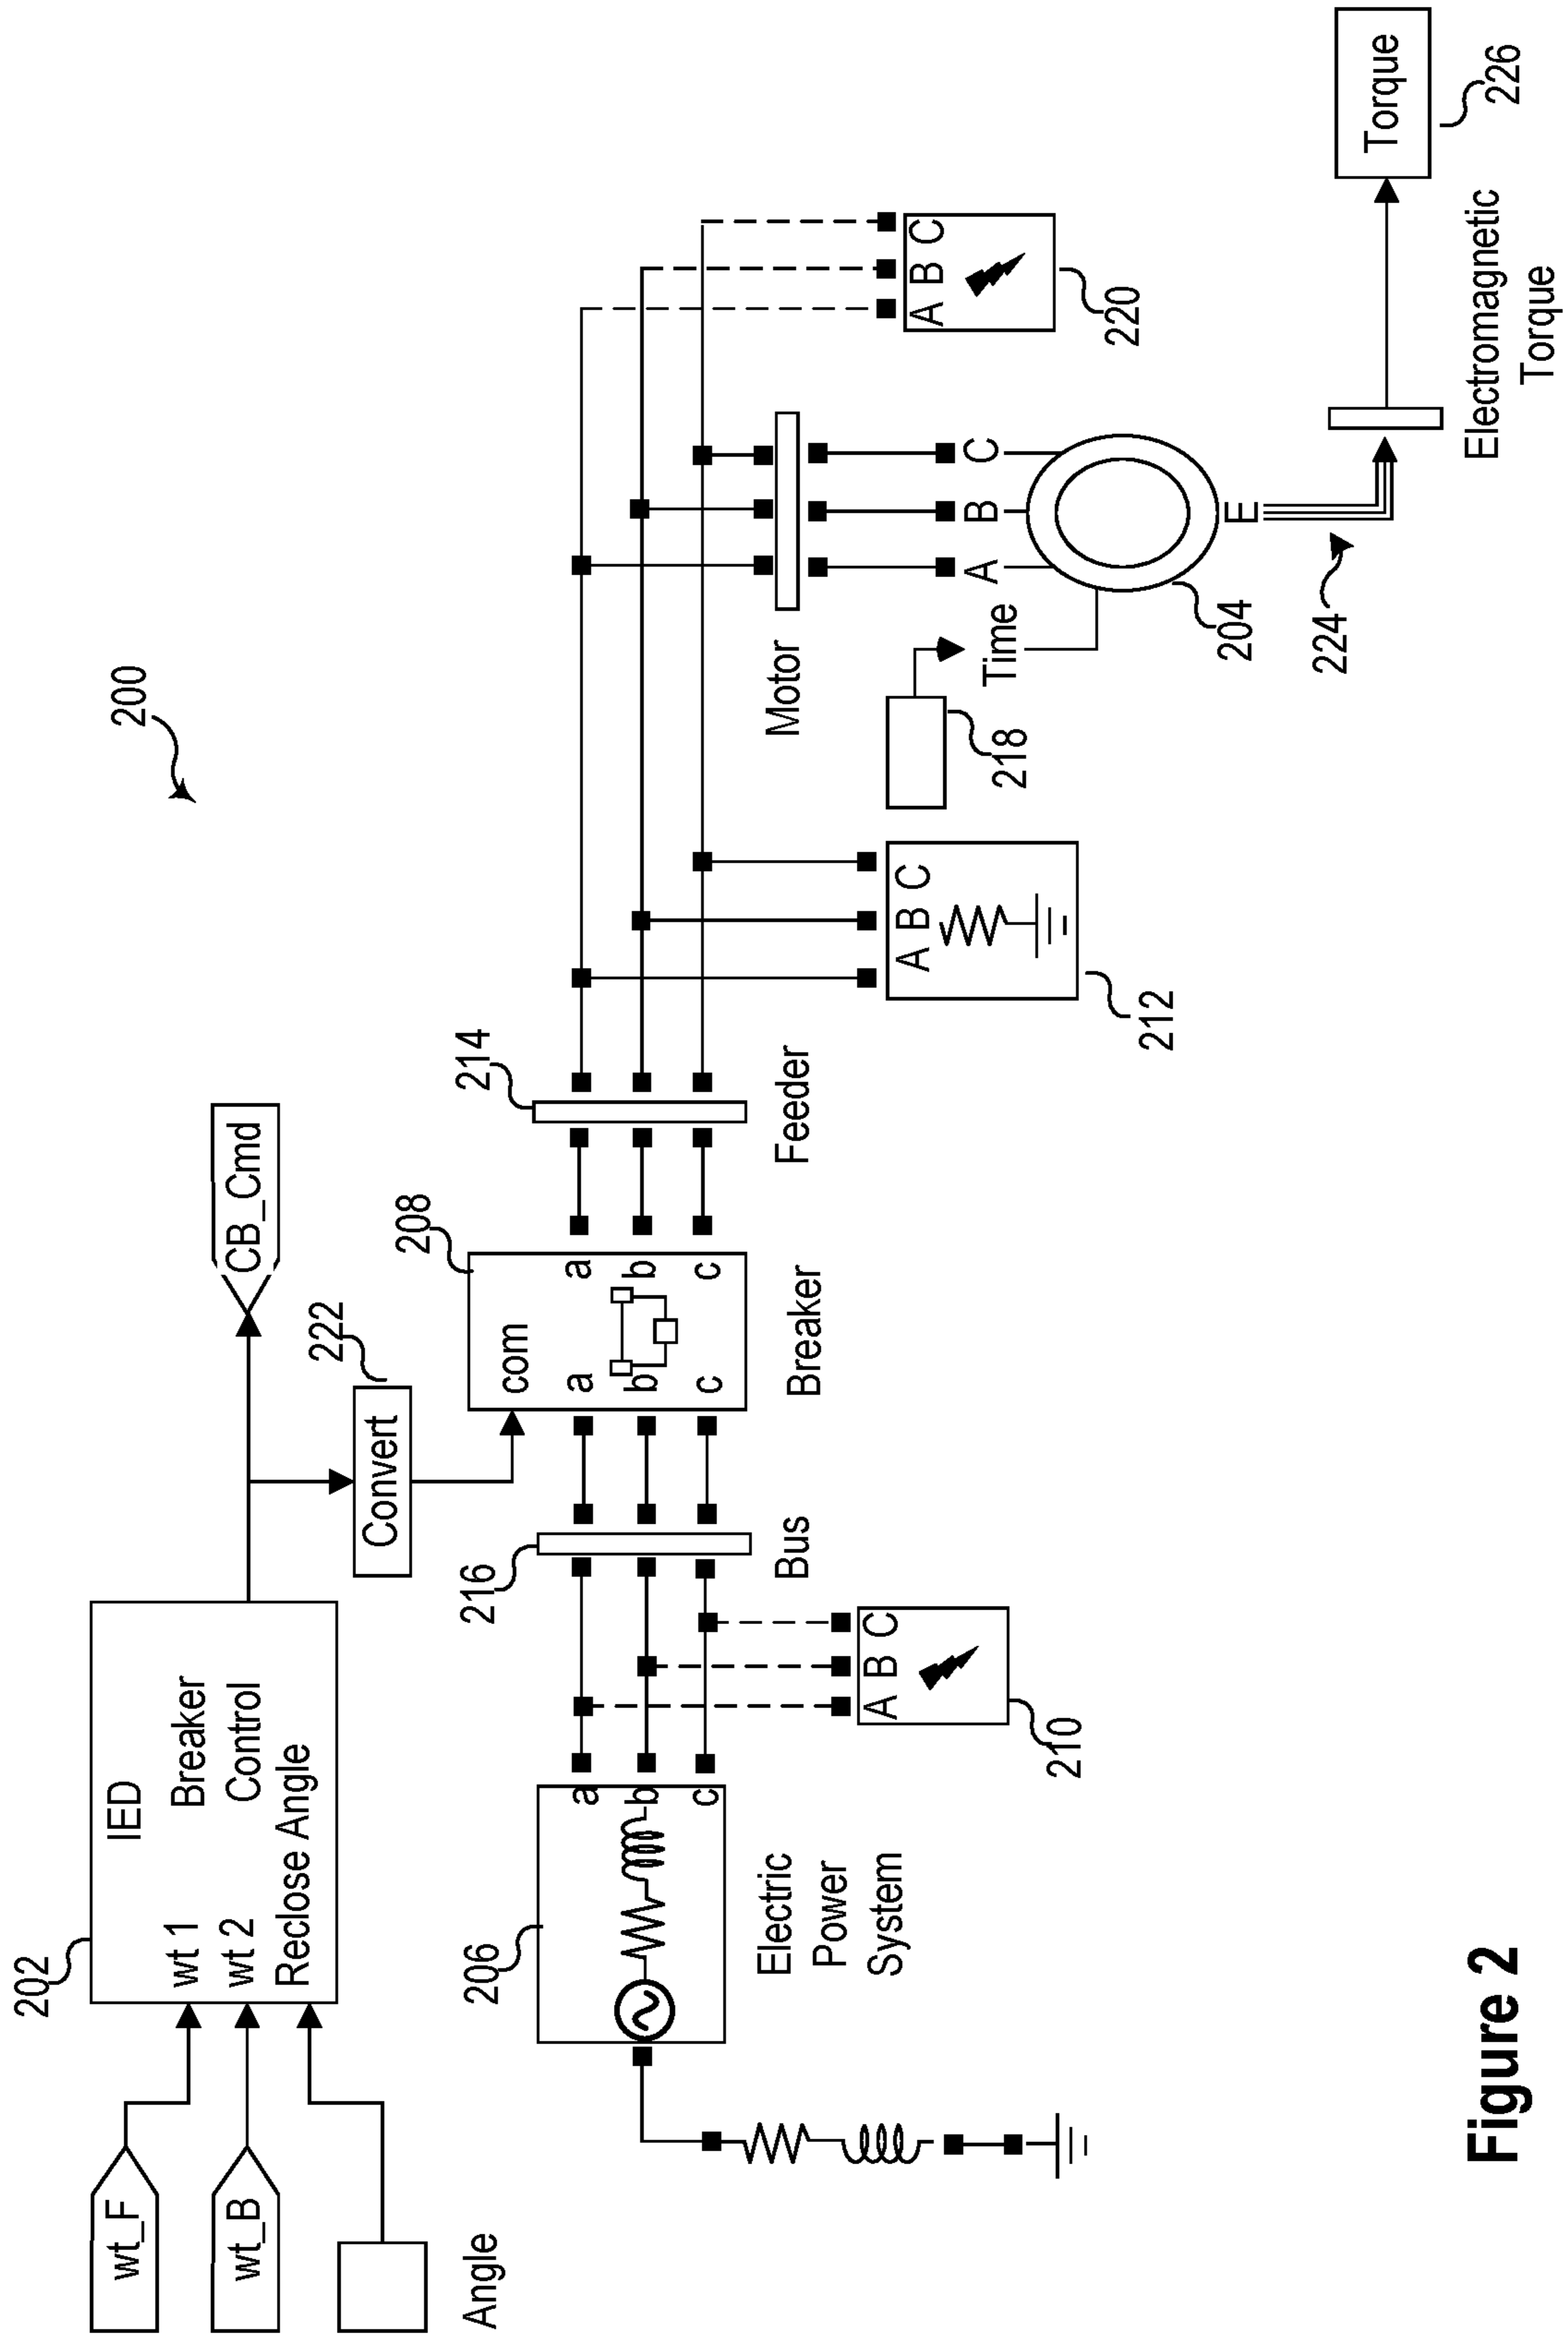 200
202
IED
wt_F
wt 1
Breaker
wt_B
wt 2
Control
Reclose Angle
Angle
CB_Cmd
Convert
222
206
a
b
c
Electric
Power
System
A B C
210
216
Bus
208
com
a
a
b
b
c
c
Breaker
214
Feeder
A B C
212
218
Time
Motor
A
B
C
204
E
224
A B C
220
Electromagnetic
Torque
Torque
226
Figure 2